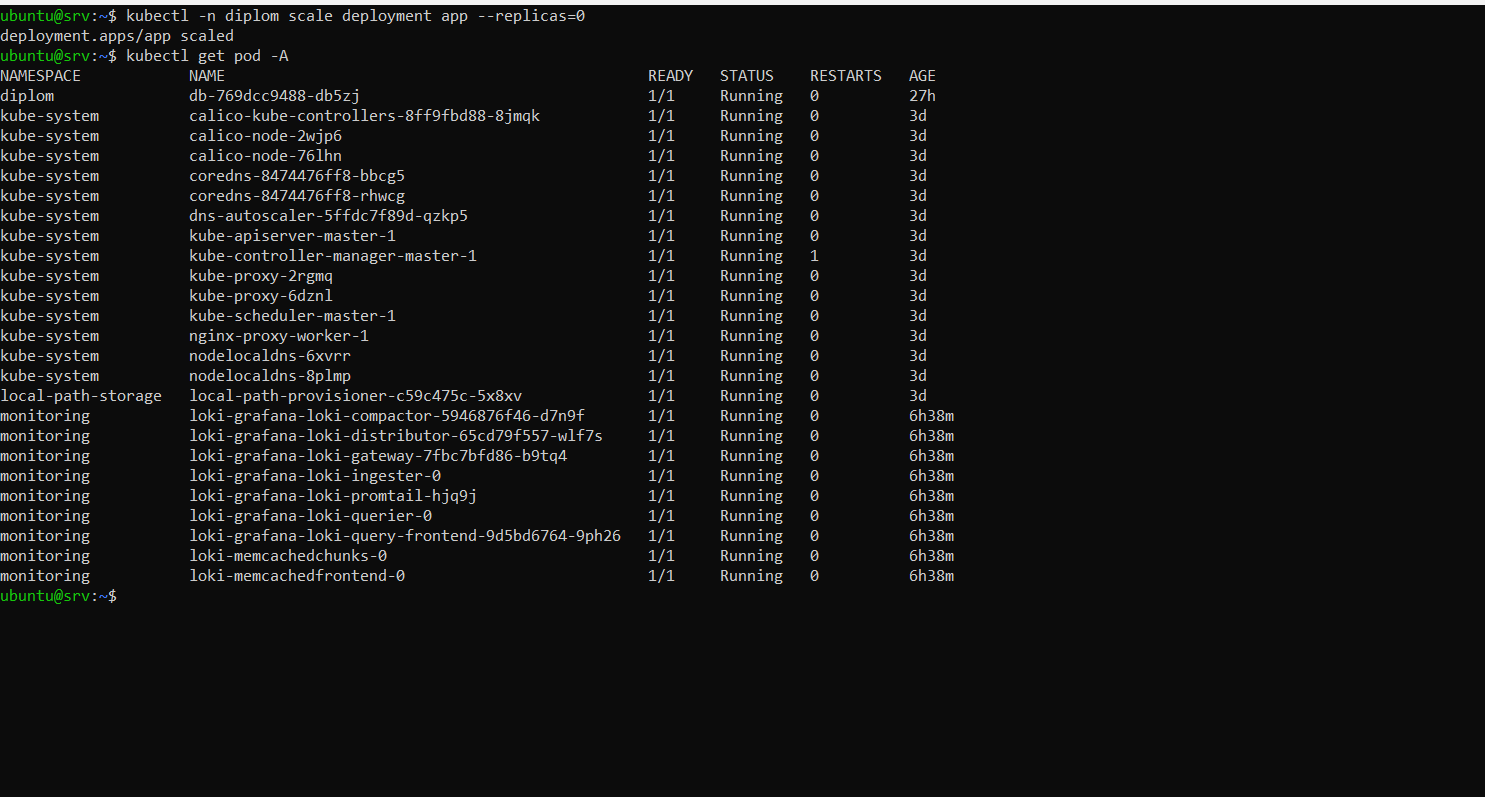 ubuntu@srv:~$ kubectl -n diplom scale deployment app --replicas=0
deployment.apps/app scaled
ubuntu@srv:~$ kubectl get pod -A
NAMESPACE            NAME                                               READY   STATUS    RESTARTS   AGE
diplom               db-769dcc9488-db5zj                                1/1     Running   0          27h
kube-system          calico-kube-controllers-8ff9fbd88-8jmqk            1/1     Running   0          3d
kube-system          calico-node-2wjp6                                  1/1     Running   0          3d
kube-system          calico-node-76lhn                                  1/1     Running   0          3d
kube-system          coredns-8474476ff8-bbcg5                           1/1     Running   0          3d
kube-system          coredns-8474476ff8-rhwcg                           1/1     Running   0          3d
kube-system          dns-autoscaler-5ffdc7f89d-qzkp5                    1/1     Running   0          3d
kube-system          kube-apiserver-master-1                            1/1     Running   0          3d
kube-system          kube-controller-manager-master-1                   1/1     Running   1          3d
kube-system          kube-proxy-2rgmq                                   1/1     Running   0          3d
kube-system          kube-proxy-6dznl                                   1/1     Running   0          3d
kube-system          kube-scheduler-master-1                            1/1     Running   0          3d
kube-system          nginx-proxy-worker-1                               1/1     Running   0          3d
kube-system          nodelocaldns-6xvrr                                 1/1     Running   0          3d
kube-system          nodelocaldns-8plmp                                 1/1     Running   0          3d
local-path-storage   local-path-provisioner-c59c475c-5x8xv              1/1     Running   0          3d
monitoring           loki-grafana-loki-compactor-5946876f46-d7n9f       1/1     Running   0          6h38m
monitoring           loki-grafana-loki-distributor-65cd79f557-wlf7s     1/1     Running   0          6h38m
monitoring           loki-grafana-loki-gateway-7fbc7bfd86-b9tq4         1/1     Running   0          6h38m
monitoring           loki-grafana-loki-ingester-0                       1/1     Running   0          6h38m
monitoring           loki-grafana-loki-promtail-hjq9j                   1/1     Running   0          6h38m
monitoring           loki-grafana-loki-querier-0                        1/1     Running   0          6h38m
monitoring           loki-grafana-loki-query-frontend-9d5bd6764-9ph26   1/1     Running   0          6h38m
monitoring           loki-memcachedchunks-0                             1/1     Running   0          6h38m
monitoring           loki-memcachedfrontend-0                           1/1     Running   0          6h38m
ubuntu@srv:~$